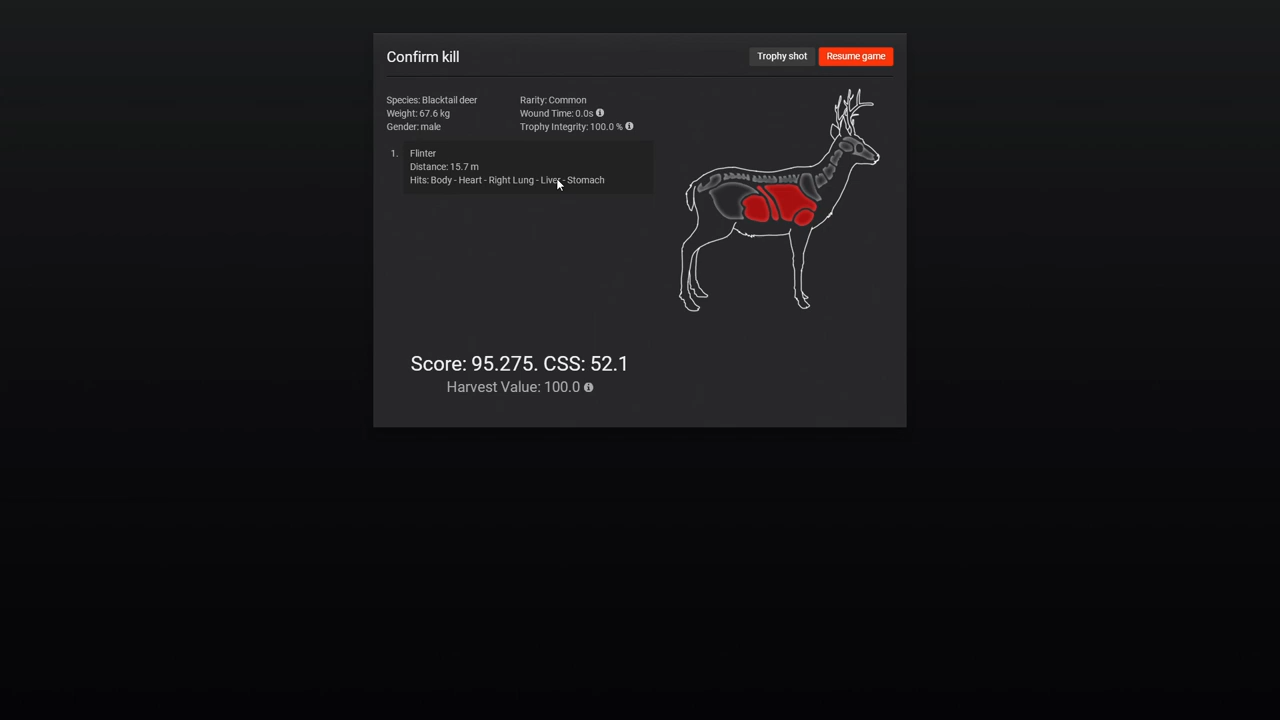 Confirm kill
Trophy shot
Resume game
Species: Blacktail deer
Weight: 67.6 kg
Gender: male
Rarity: Common
Wound Time: 0.0s
Trophy Integrity: 100.0 %
1. Flinter
Distance: 15.7 m
Hits: Body - Heart - Right Lung - Liver - Stomach
Score: 95.275. CSS: 52.1
Harvest Value: 100.0